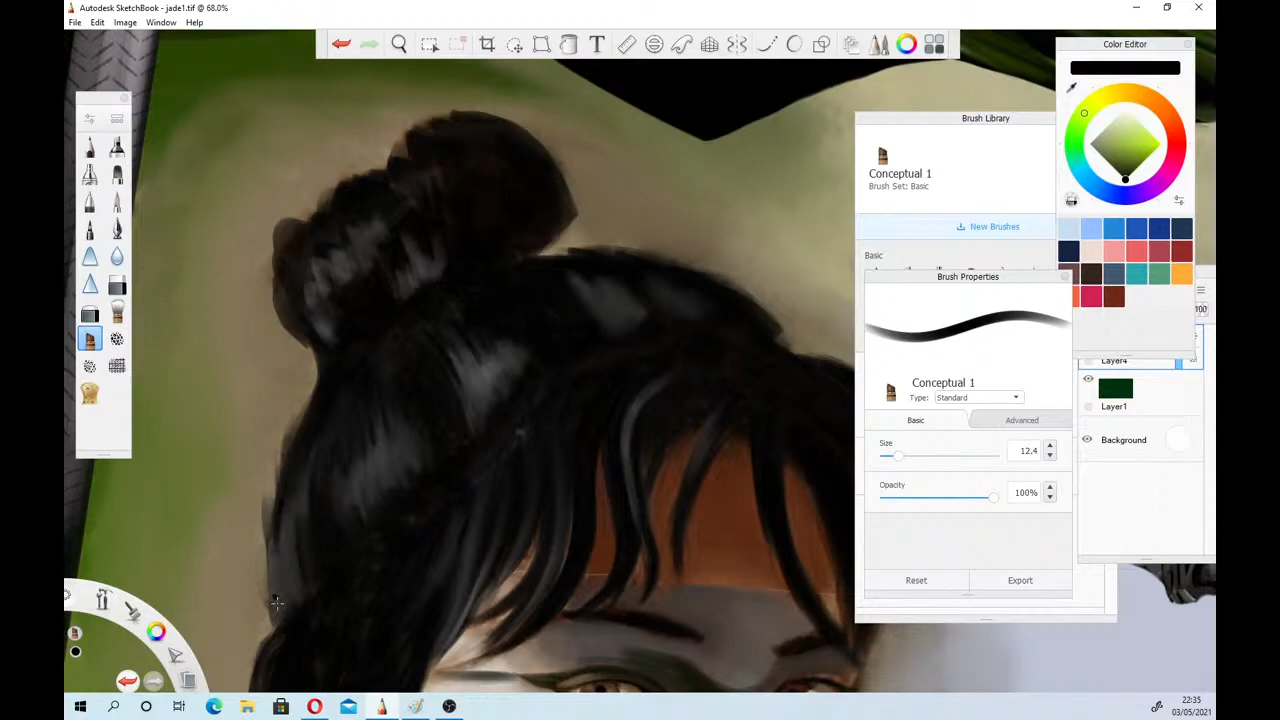 Autodesk SketchBook - jade1.tif @ 68.0%
File Edit Image Window Help
Color Editor
Brush Library
Conceptual 1
Brush Set: Basic
New Brushes
Basic
Brush Properties
Conceptual 1
Type: Standard
Basic Advanced
Size
12.4
Opacity
100%
Reset Export
100
Layer4
Layer1
Background
22:35
03/05/2021